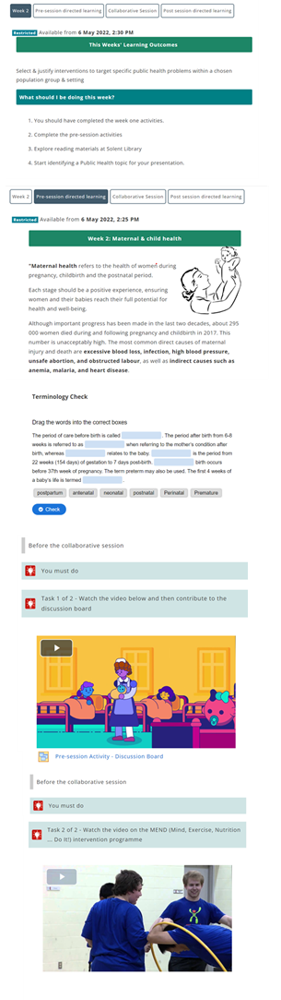 Week 2
Pre-session directed learning
Collaborative Session
Post session directed learning
Restricted Available from 6 May 2022, 2:30 PM
This Weeks' Learning Outcomes
Select & justify interventions to target specific public health problems within a chosen
population group & setting
What should I be doing this week?
1. You should have completed the week one activities.
2. Complete the pre-session activities
3. Explore reading materials at Solent Library
4. Start identifying a Public Health topic for your presentation.
Week 2
Pre-session directed learning
Collaborative Session
Post session directed learning
Restricted Available from 6 May 2022, 2:25 PM
Week 2: Maternal & child health
"Maternal health refers to the health of women during
pregnancy, childbirth and the postnatal period.
Each stage should be a positive experience, ensuring
women and their babies reach their full potential for
health and well-being.
Although important progress has been made in the last two decades, about 295
000 women died during and following pregnancy and childbirth in 2017. This
number is unacceptably high. The most common direct causes of maternal
injury and death are excessive blood loss, infection, high blood pressure,
unsafe abortion, and obstructed labour, as well as indirect causes such as
anemia, malaria, and heart disease.
Terminology Check
Drag the words into the correct boxes
The period of care before birth is called . The period after birth from 6-8
weeks is referred to as when referring to the mother's condition after
birth, whereas relates to the baby. is the period from
22 weeks (154 days) of gestation to 7 days post-birth. birth occurs
before 37th week of pregnancy. The term preterm may also be used. The first 4 weeks of
a baby's life is termed .
postpartum antenatal neonatal postnatal Perinatal Premature
Check
Before the collaborative session
You must do
Task 1 of 2 - Watch the video below and then contribute to the
discussion board
Pre-session Activity - Discussion Board
Before the collaborative session
You must do
Task 2 of 2 - Watch the video on the MEND (Mind, Exercise, Nutrition
... Do It!) intervention programme